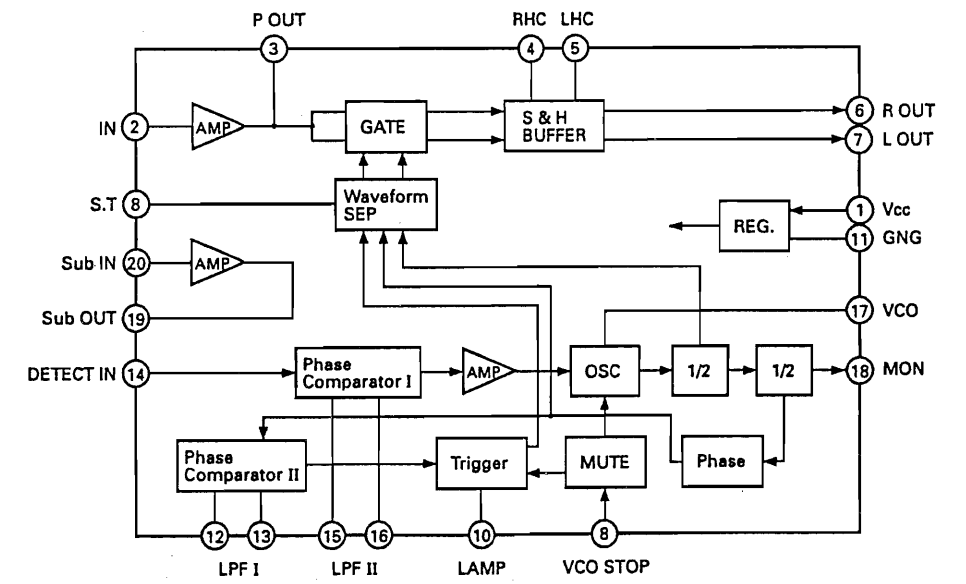 P OUT
RHC LHC
3
4
5
IN
2
AMP
GATE
S & H
BUFFER
6
R OUT
7
L OUT
S.T
8
Waveform
SEP
REG.
1
Vcc
11
GNG
Sub IN
20
AMP
Sub OUT
19
17
VCO
DETECT IN
14
Phase
Comparator I
AMP
OSC
1/2
1/2
18
MON
Phase
Comparator II
Trigger
MUTE
Phase
12
13
15
16
10
8
LPF I
LPF II
LAMP
VCO STOP